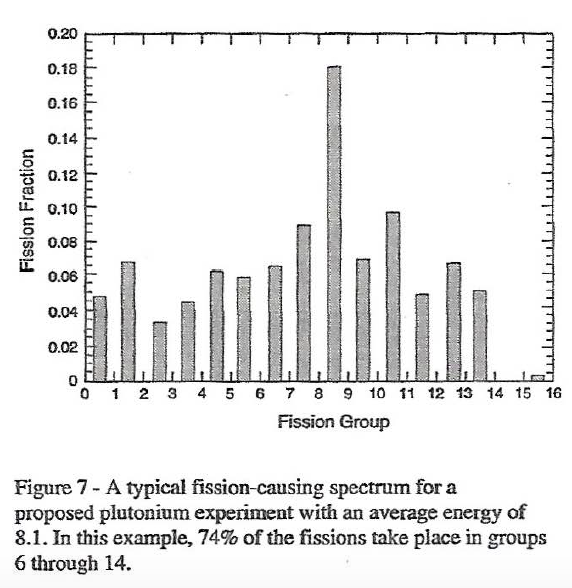 0.20
0.18
0.16
0.14
0.12
0.10
0.08
0.06
0.04
0.02
0
Fission Fraction
0 1 2 3 4 5 6 7 8 9 10 11 12 13 14 15 16
Fission Group
Figure 7 - A typical fission-causing spectrum for a
proposed plutonium experiment with an average energy of
8.1. In this example, 74% of the fissions take place in groups
6 through 14.